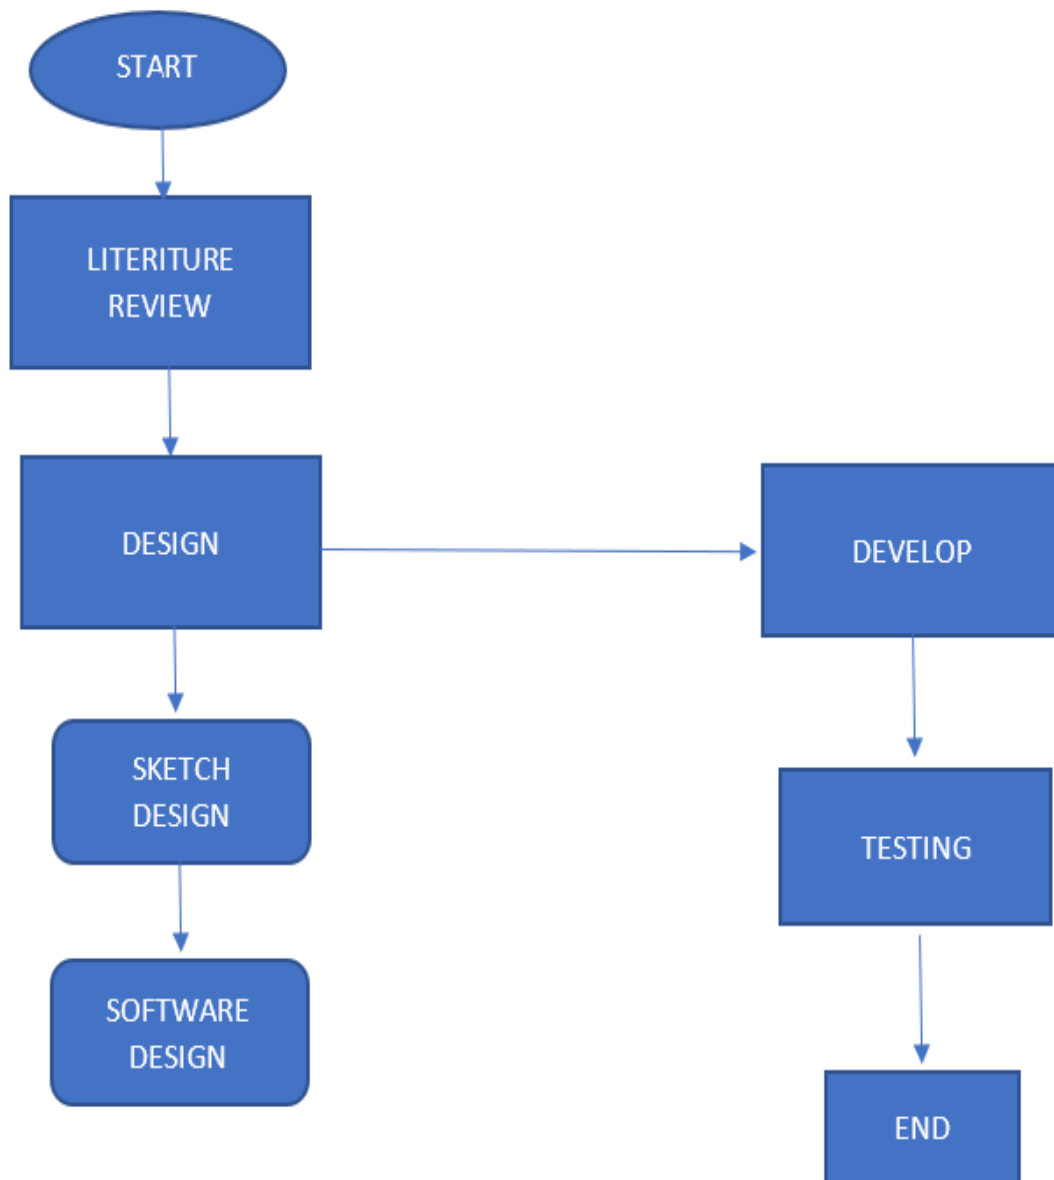 START
LITERITURE
REVIEW
DESIGN
DEVELOP
SKETCH
DESIGN
TESTING
SOFTWARE
DESIGN
END